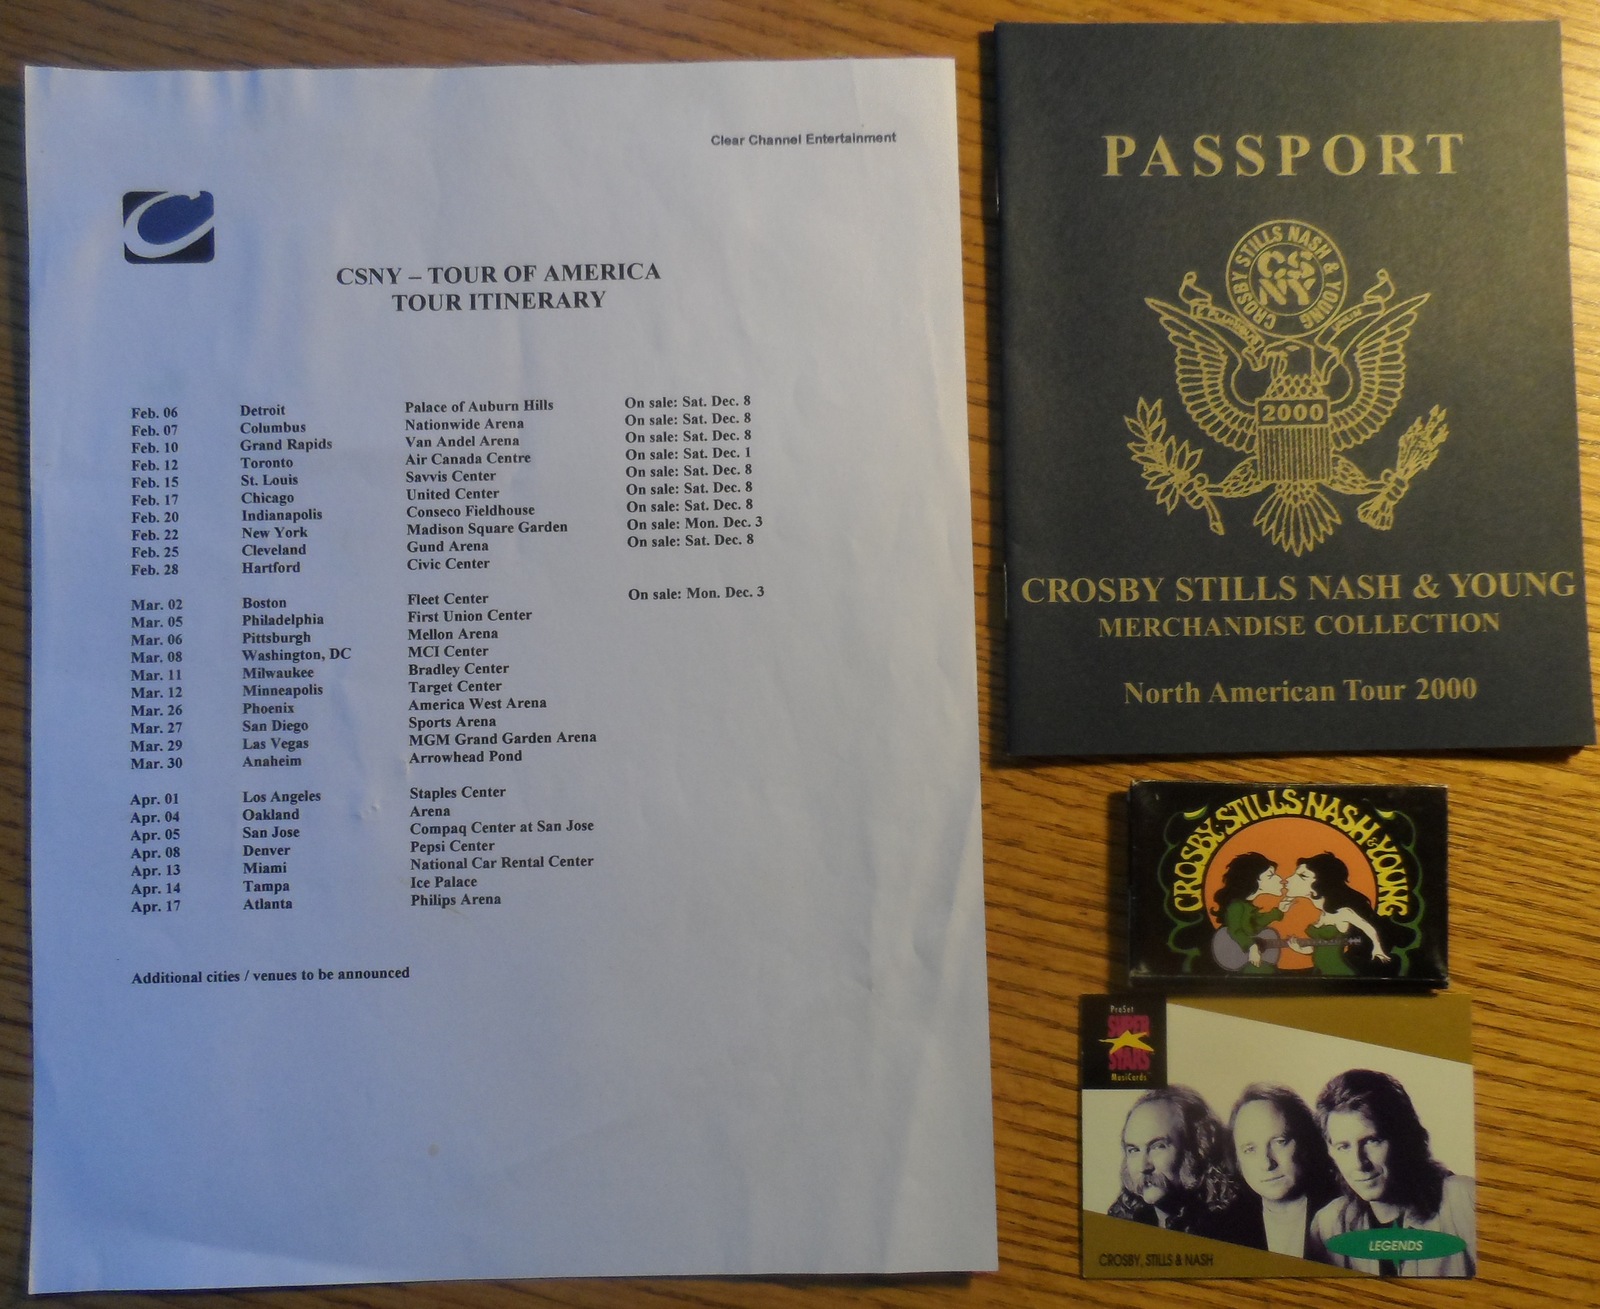 Clear Channel Entertainment
CSNY – TOUR OF AMERICA
TOUR ITINERARY
Feb. 06 Detroit Palace of Auburn Hills On sale: Sat. Dec. 8
Feb. 07 Columbus Nationwide Arena On sale: Sat. Dec. 8
Feb. 10 Grand Rapids Van Andel Arena On sale: Sat. Dec. 8
Feb. 12 Toronto Air Canada Centre On sale: Sat. Dec. 1
Feb. 15 St. Louis Savvis Center On sale: Sat. Dec. 8
Feb. 17 Chicago United Center On sale: Sat. Dec. 8
Feb. 20 Indianapolis Conseco Fieldhouse On sale: Sat. Dec. 8
Feb. 22 New York Madison Square Garden On sale: Mon. Dec. 3
Feb. 25 Cleveland Gund Arena On sale: Sat. Dec. 8
Feb. 28 Hartford Civic Center
Mar. 02 Boston Fleet Center On sale: Mon. Dec. 3
Mar. 05 Philadelphia First Union Center
Mar. 06 Pittsburgh Mellon Arena
Mar. 08 Washington, DC MCI Center
Mar. 11 Milwaukee Bradley Center
Mar. 12 Minneapolis Target Center
Mar. 26 Phoenix America West Arena
Mar. 27 San Diego Sports Arena
Mar. 29 Las Vegas MGM Grand Garden Arena
Mar. 30 Anaheim Arrowhead Pond
Apr. 01 Los Angeles Staples Center
Apr. 04 Oakland Arena
Apr. 05 San Jose Compaq Center at San Jose
Apr. 08 Denver Pepsi Center
Apr. 13 Miami National Car Rental Center
Apr. 14 Tampa Ice Palace
Apr. 17 Atlanta Philips Arena
Additional cities / venues to be announced
PASSPORT
CROSBY STILLS NASH & YOUNG
CS
NY
2000
CROSBY STILLS NASH & YOUNG
MERCHANDISE COLLECTION
North American Tour 2000
CROSBY·STILLS·NASH & YOUNG
ProSet
SUPER
STARS
MusiCards
LEGENDS
CROSBY, STILLS & NASH